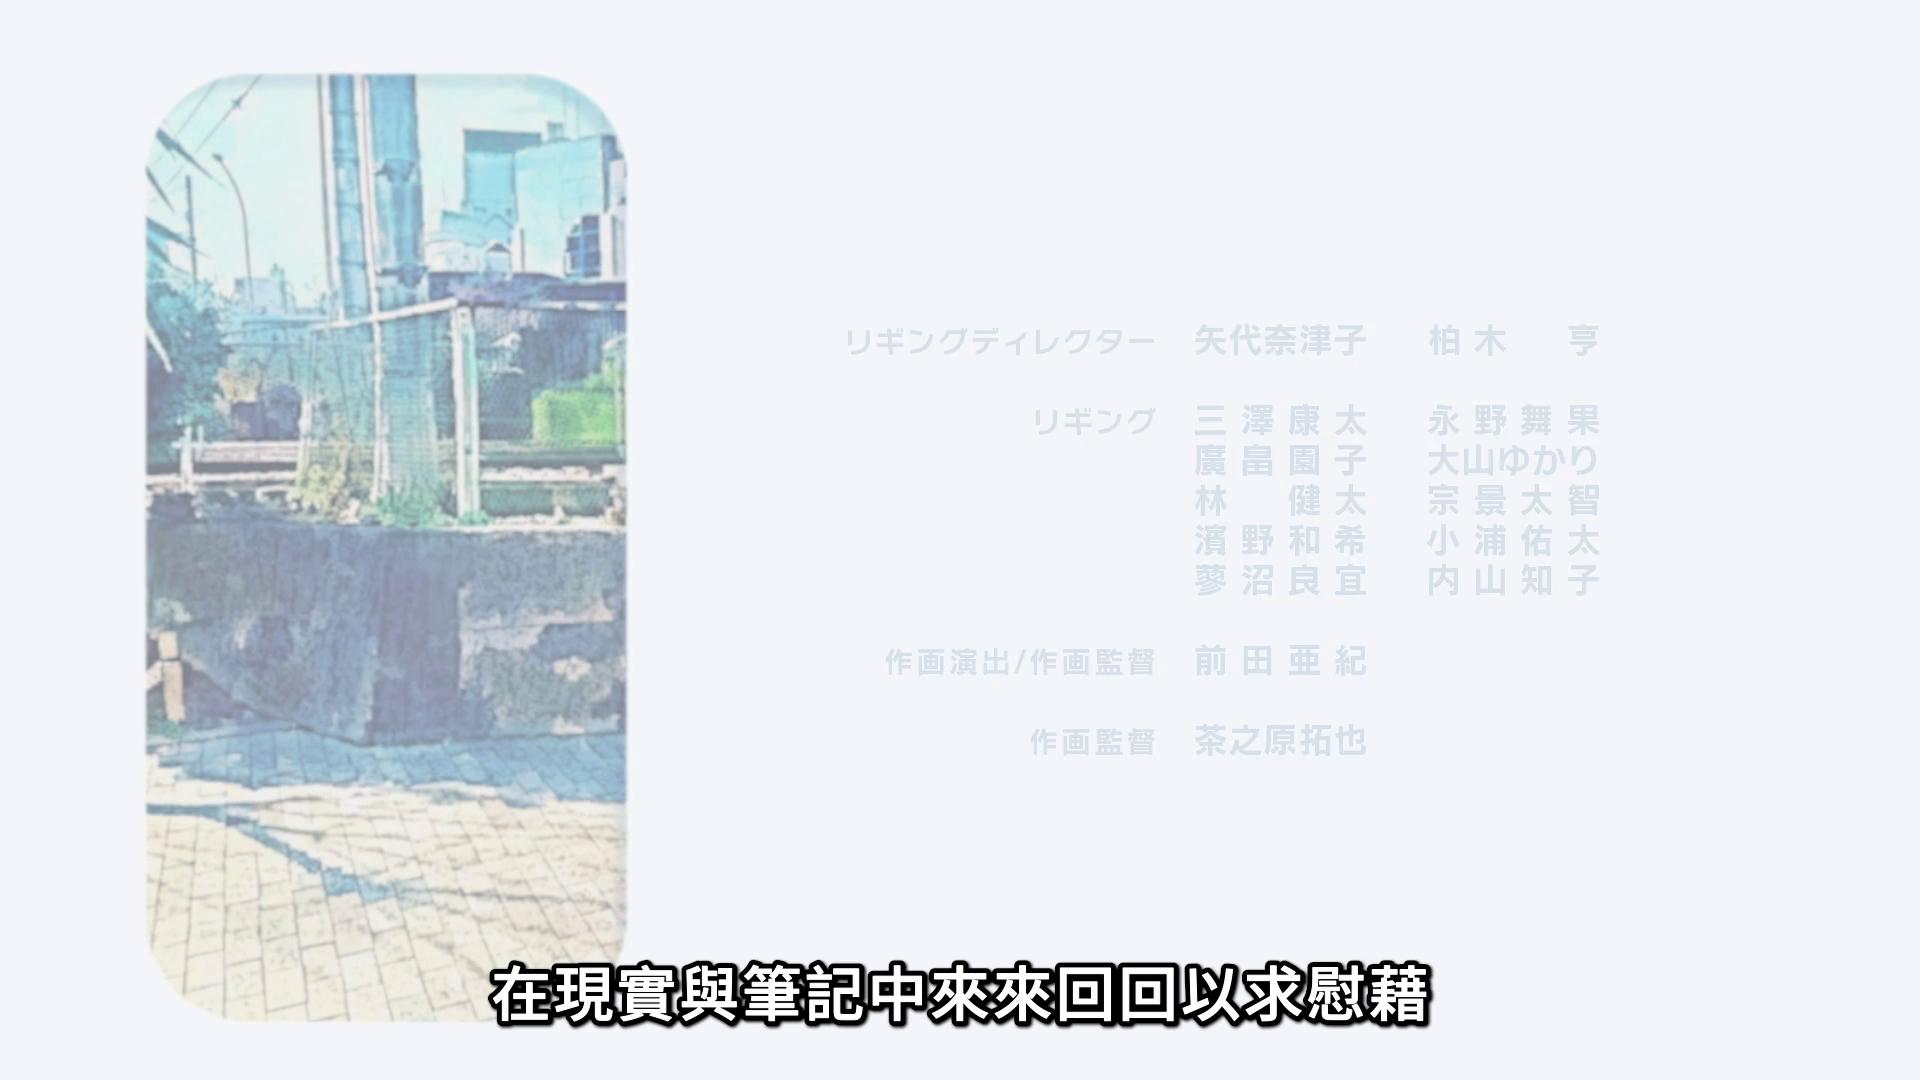 リギングディレクター 矢代奈津子 柏木 亨
リギング 三澤康太 永野舞果
廣畠園子 大山ゆかり
林 健太 宗景太智
濱野和希 小浦佑太
蓼沼良宜 内山知子
作画演出/作画監督 前田亜紀
作画監督 茶之原拓也
在現實與筆記中來來回回以求慰藉